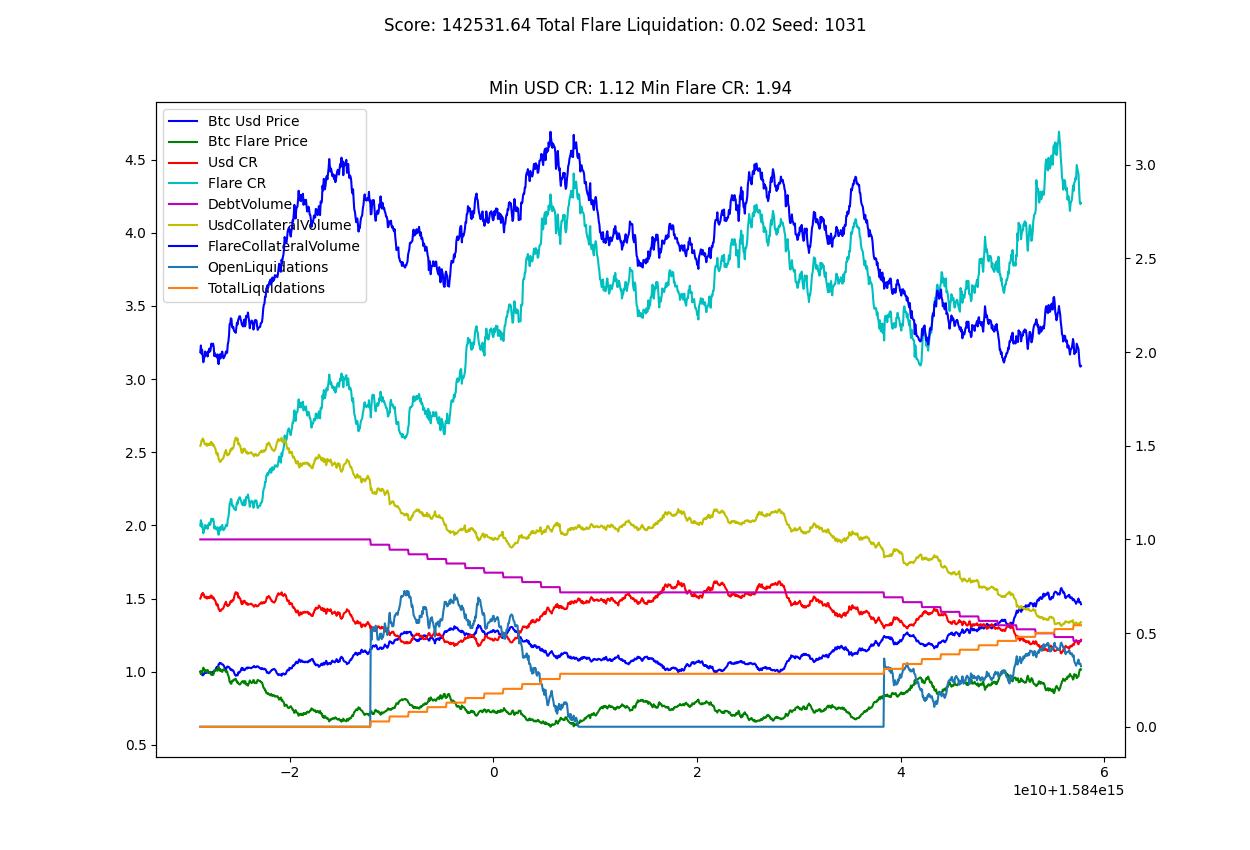 Score: 142531.64 Total Flare Liquidation: 0.02 Seed: 1031
Min USD CR: 1.12 Min Flare CR: 1.94
Btc Usd Price
Btc Flare Price
Usd CR
Flare CR
DebtVolume
UsdCollateralVolume
FlareCollateralVolume
OpenLiquidations
TotalLiquidations
4.5
4.0
3.5
3.0
2.5
2.0
1.5
1.0
0.5
3.0
2.5
2.0
1.5
1.0
0.5
0.0
−2
0
2
4
6
1e10+1.584e15